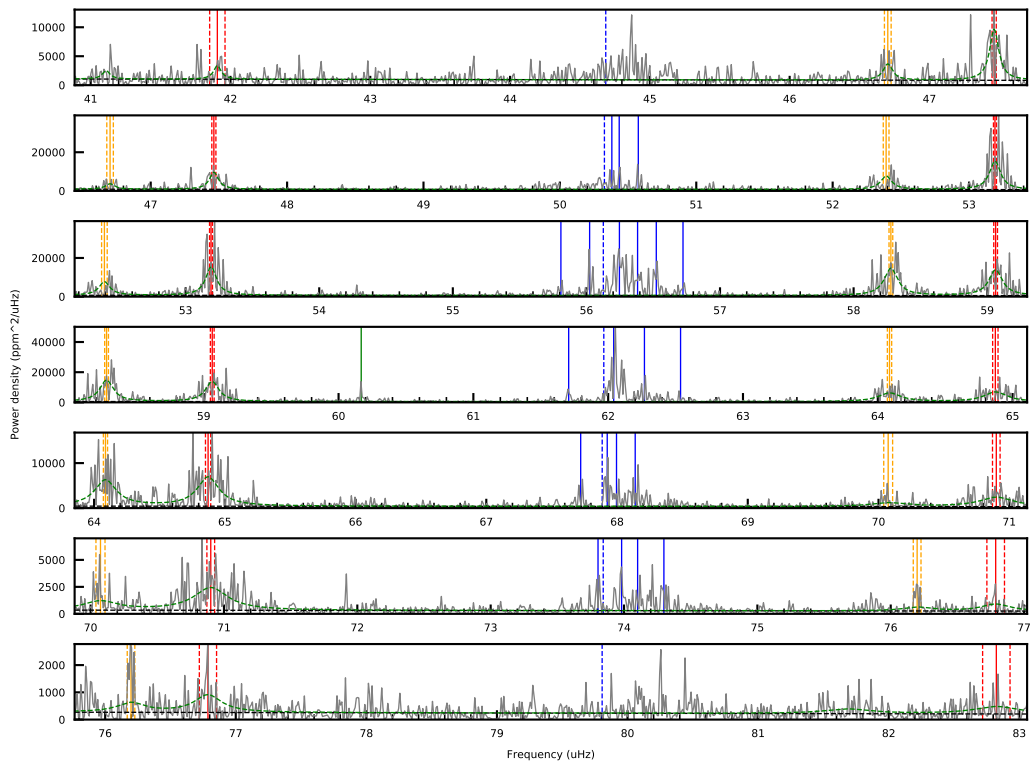 10000
5000
0
41 42 43 44 45 46 47
20000
0
47 48 49 50 51 52 53
20000
0
53 54 55 56 57 58 59
40000
20000
0
59 60 61 62 63 64 65
10000
0
64 65 66 67 68 69 70 71
5000
2500
0
70 71 72 73 74 75 76 77
2000
1000
0
76 77 78 79 80 81 82 83
Power density (ppm^2/uHz)
Frequency (uHz)